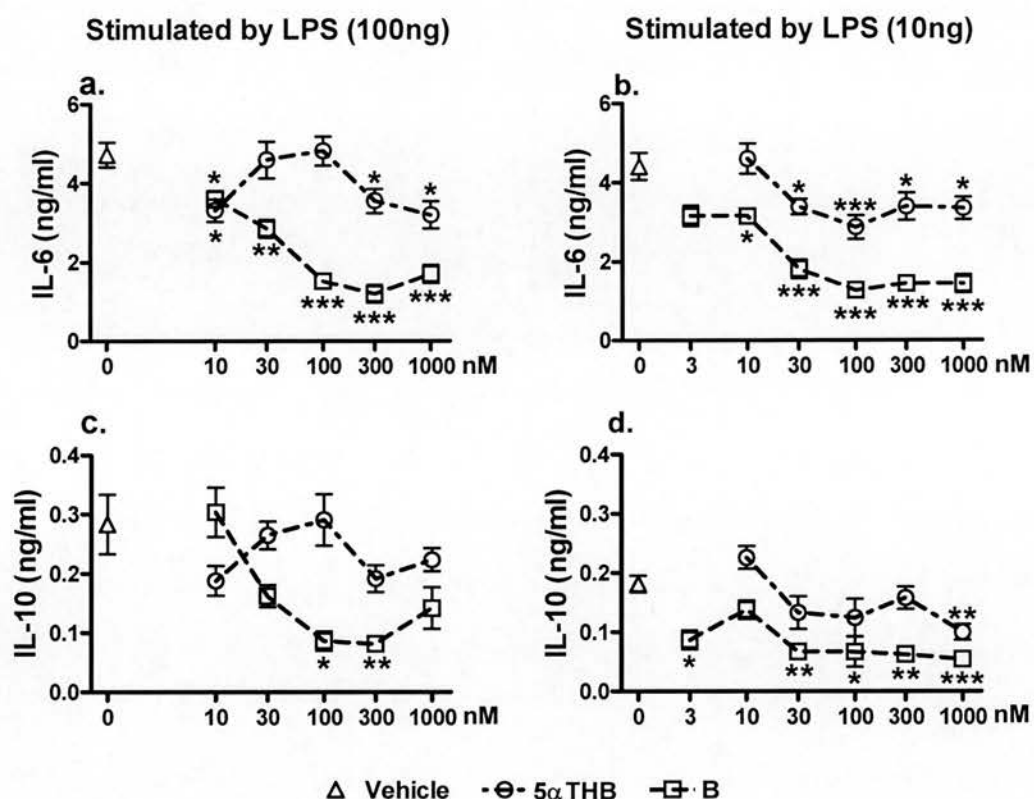 Stimulated by LPS (100ng)
Stimulated by LPS (10ng)
a.
IL-6 (ng/ml)
6
4
2
0
*
*
**
***
***
***
*
*
0 10 30 100 300 1000 nM
b.
IL-6 (ng/ml)
6
4
2
0
*
***
*
*
*
***
***
***
***
0 3 10 30 100 300 1000 nM
c.
IL-10 (ng/ml)
0.4
0.3
0.2
0.1
0.0
*
**
0 10 30 100 300 1000 nM
d.
IL-10 (ng/ml)
0.4
0.3
0.2
0.1
0.0
**
*
**
*
**
***
0 3 10 30 100 300 1000 nM
Vehicle 5α THB B